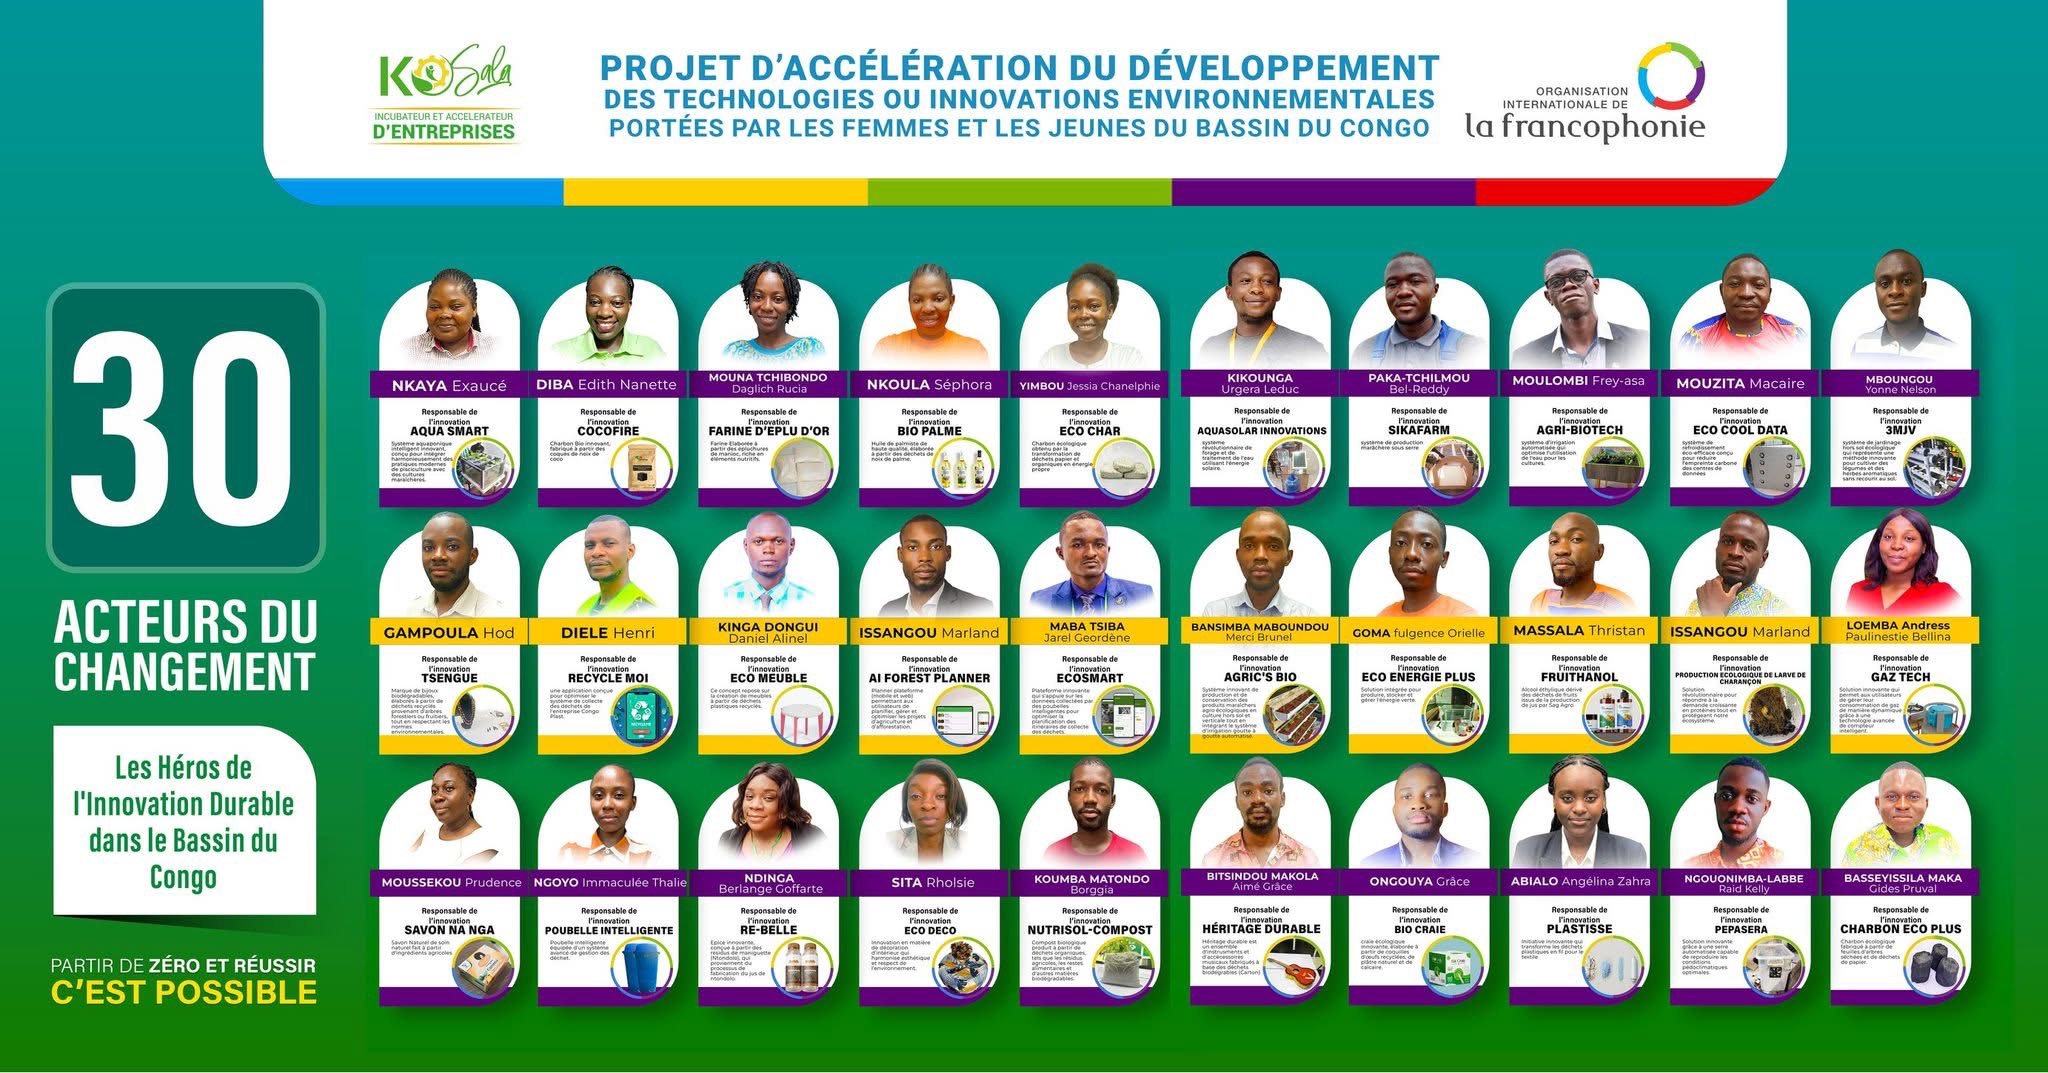 KOSala
INCUBATEUR ET ACCELERATEUR
D'ENTREPRISES
PROJET D'ACCÉLÉRATION DU DÉVELOPPEMENT
DES TECHNOLOGIES OU INNOVATIONS ENVIRONNEMENTALES
PORTÉES PAR LES FEMMES ET LES JEUNES DU BASSIN DU CONGO
ORGANISATION
INTERNATIONALE DE
la francophonie
30
ACTEURS DU
CHANGEMENT
Les Héros de
l'Innovation Durable
dans le Bassin du
Congo
PARTIR DE ZÉRO ET RÉUSSIR
C'EST POSSIBLE
NKAYA Exaucé
Responsable de
l'innovation
AQUA SMART
Système aquaponique
intelligent innovant,
conçu pour intégrer
harmonieusement des
pratiques modernes
de pisciculture avec
des cultures
maraîchères.
DIBA Edith Nanette
Responsable de
l'innovation
COCOFIRE
Charbon Bio innovant,
fabriqué à partir des
coques de noix de
coco
MOUNA TCHIBONDO
Daglich Rucia
Responsable de
l'innovation
FARINE D'EPLU D'OR
Farine Elaborée à
partir des épluchures
de manioc, riche en
éléments nutritifs.
NKOULA Séphora
Responsable de
l'innovation
BIO PALME
Huile de palmiste de
haute qualité, élaborée
à partir des déchets de
noix de palme.
YIMBOU Jessia Chanelphie
Responsable de
l'innovation
ECO CHAR
Charbon écologique
obtenu par la
transformation de
déchets papier et
organiques en énergie
propre
KIKOUNGA
Urgera Leduc
Responsable de
l'innovation
AQUASOLAR INNOVATIONS
système
révolutionnaire de
forage et de
traitement de l'eau
utilisant l'énergie
solaire.
PAKA-TCHILMOU
Bel-Reddy
Responsable de
l'innovation
SIKAFARM
système de production
maraîchère sous serre
MOULOMBI Frey-asa
Responsable de
l'innovation
AGRI-BIOTECH
système d'irrigation
automatisée qui
optimise l'utilisation
de l'eau pour les
cultures.
MOUZITA Macaire
Responsable de
l'innovation
ECO COOL DATA
système de
refroidissement
éco-efficace conçu
pour réduire
l'empreinte carbone
des centres de
données
MBOUNGOU
Yonne Nelson
Responsable de
l'innovation
3MJV
système de jardinage
hors sol écologique
qui représente une
méthode innovante
pour cultiver des
légumes et des
herbes aromatiques
sans recourir au sol.
GAMPOULA Hod
Responsable de
l'innovation
TSENGUE
Marque de bijoux
biodégradables,
élaborés à partir de
déchets recyclés
provenant d'arbres
forestiers ou fruitiers,
tout en respectant les
normes
environnementales.
DIELE Henri
Responsable de
l'innovation
RECYCLE MOI
une application conçue
pour optimiser le
système de collecte
des déchets de
l'entreprise Congo
Plast.
KINGA DONGUI
Daniel Alinel
Responsable de
l'innovation
ECO MEUBLE
Ce concept repose sur
la création de meubles
à partir de déchets
plastiques recyclés.
ISSANGOU Marland
Responsable de
l'innovation
AI FOREST PLANNER
Planner plateforme
(mobile et web)
permettant aux
utilisateurs de
planifier, gérer et
optimiser les projets
d'agriculture et
d'afforestation.
MABA TSIBA
Jarel Geordène
Responsable de
l'innovation
ECOSMART
Plateforme innovante
qui s'appuie sur les
données collectées par
des poubelles
intelligentes pour
optimiser la
planification des
itinéraires de collecte
des déchets.
BANSIMBA MABOUNDOU
Merci Brunel
Responsable de
l'innovation
AGRIC'S BIO
Système innovant de
production et de
conservation des
produits maraîchers
agro écologiques en
culture hors sol et
verticale tout en
intégrant le système
d'irrigation goutte à
goutte automatisé.
GOMA fulgence Orielle
Responsable de
l'innovation
ECO ENERGIE PLUS
Solution intégrée pour
produire, stocker et
gérer l'énergie verte.
MASSALA Thristan
Responsable de
l'innovation
FRUITHANOL
Alcool éthylique dérivé
des déchets de fruits
issus de la production
de jus par Sag Agro
ISSANGOU Marland
Responsable de
l'innovation
PRODUCTION ECOLOGIQUE DE LARVE DE
CHARANÇON
Solution
révolutionnaire pour
répondre à la
demande croissante
en protéines tout en
protégeant notre
écosystème.
LOEMBA Andress
Paulinestie Bellina
Responsable de
l'innovation
GAZ TECH
Solution innovante qui
permet aux utilisateurs
de gérer leur
consommation de gaz
de manière dynamique
grâce à une
technologie avancée
de compteur
intelligent.
MOUSSEKOU Prudence
Responsable de
l'innovation
SAVON NA NGA
Savon Naturel de soin
naturel fait à partir
d'ingrédients agricoles
NGOYO Immaculée Thalie
Responsable de
l'innovation
POUBELLE INTELLIGENTE
Poubelle intelligente
équipée d'un système
avancé de gestion des
déchet.
NDINGA
Berlange Goffarte
Responsable de
l'innovation
RE-BELLE
Epice innovante,
conçue à partir des
résidus de maniguette
(Ntondolo), qui
proviennent du
processus de
fabrication du jus de
ntondolo.
SITA Rholsie
Responsable de
l'innovation
ECO DECO
Innovation en matière
de décoration
d'intérieur qui
harmonise esthétique
et respect de
l'environnement.
KOUMBA MATONDO
Borggia
Responsable de
l'innovation
NUTRISOL-COMPOST
Compost biologique
produit à partir de
déchets organiques,
tels que les résidus
agricoles, les restes
alimentaires et
d'autres matières
biodégradables.
BITSINDOU MAKOLA
Aimé Grâce
Responsable de
l'innovation
HÉRITAGE DURABLE
Héritage durable est
un ensemble
d'instruments et
d'accessoires
musicaux fabriqués à
base des déchets
biodégrables (Carton)
ONGOUYA Grâce
Responsable de
l'innovation
BIO CRAIE
craie écologique
innovante, élaborée à
partir de coquilles
d'œufs recyclées, de
plâtre naturel et de
calcaire.
ABIALO Angélina Zahra
Responsable de
l'innovation
PLASTISSE
Initiative innovante qui
transforme les déchets
plastiques en fil pour le
textile
NGOUONIMBA-LABBE
Raid Kelly
Responsable de
l'innovation
PEPASERA
Solution innovante
grâce à une serre
automatisée capable
de reproduire les
conditions
pédoclimatiques
optimales.
BASSEYISSILA MAKA
Gides Pruval
Responsable de
l'innovation
CHARBON ECO PLUS
Charbon écologique
fabriqué à partir de
feuilles d'arbres
séchées et de déchets
de papier.